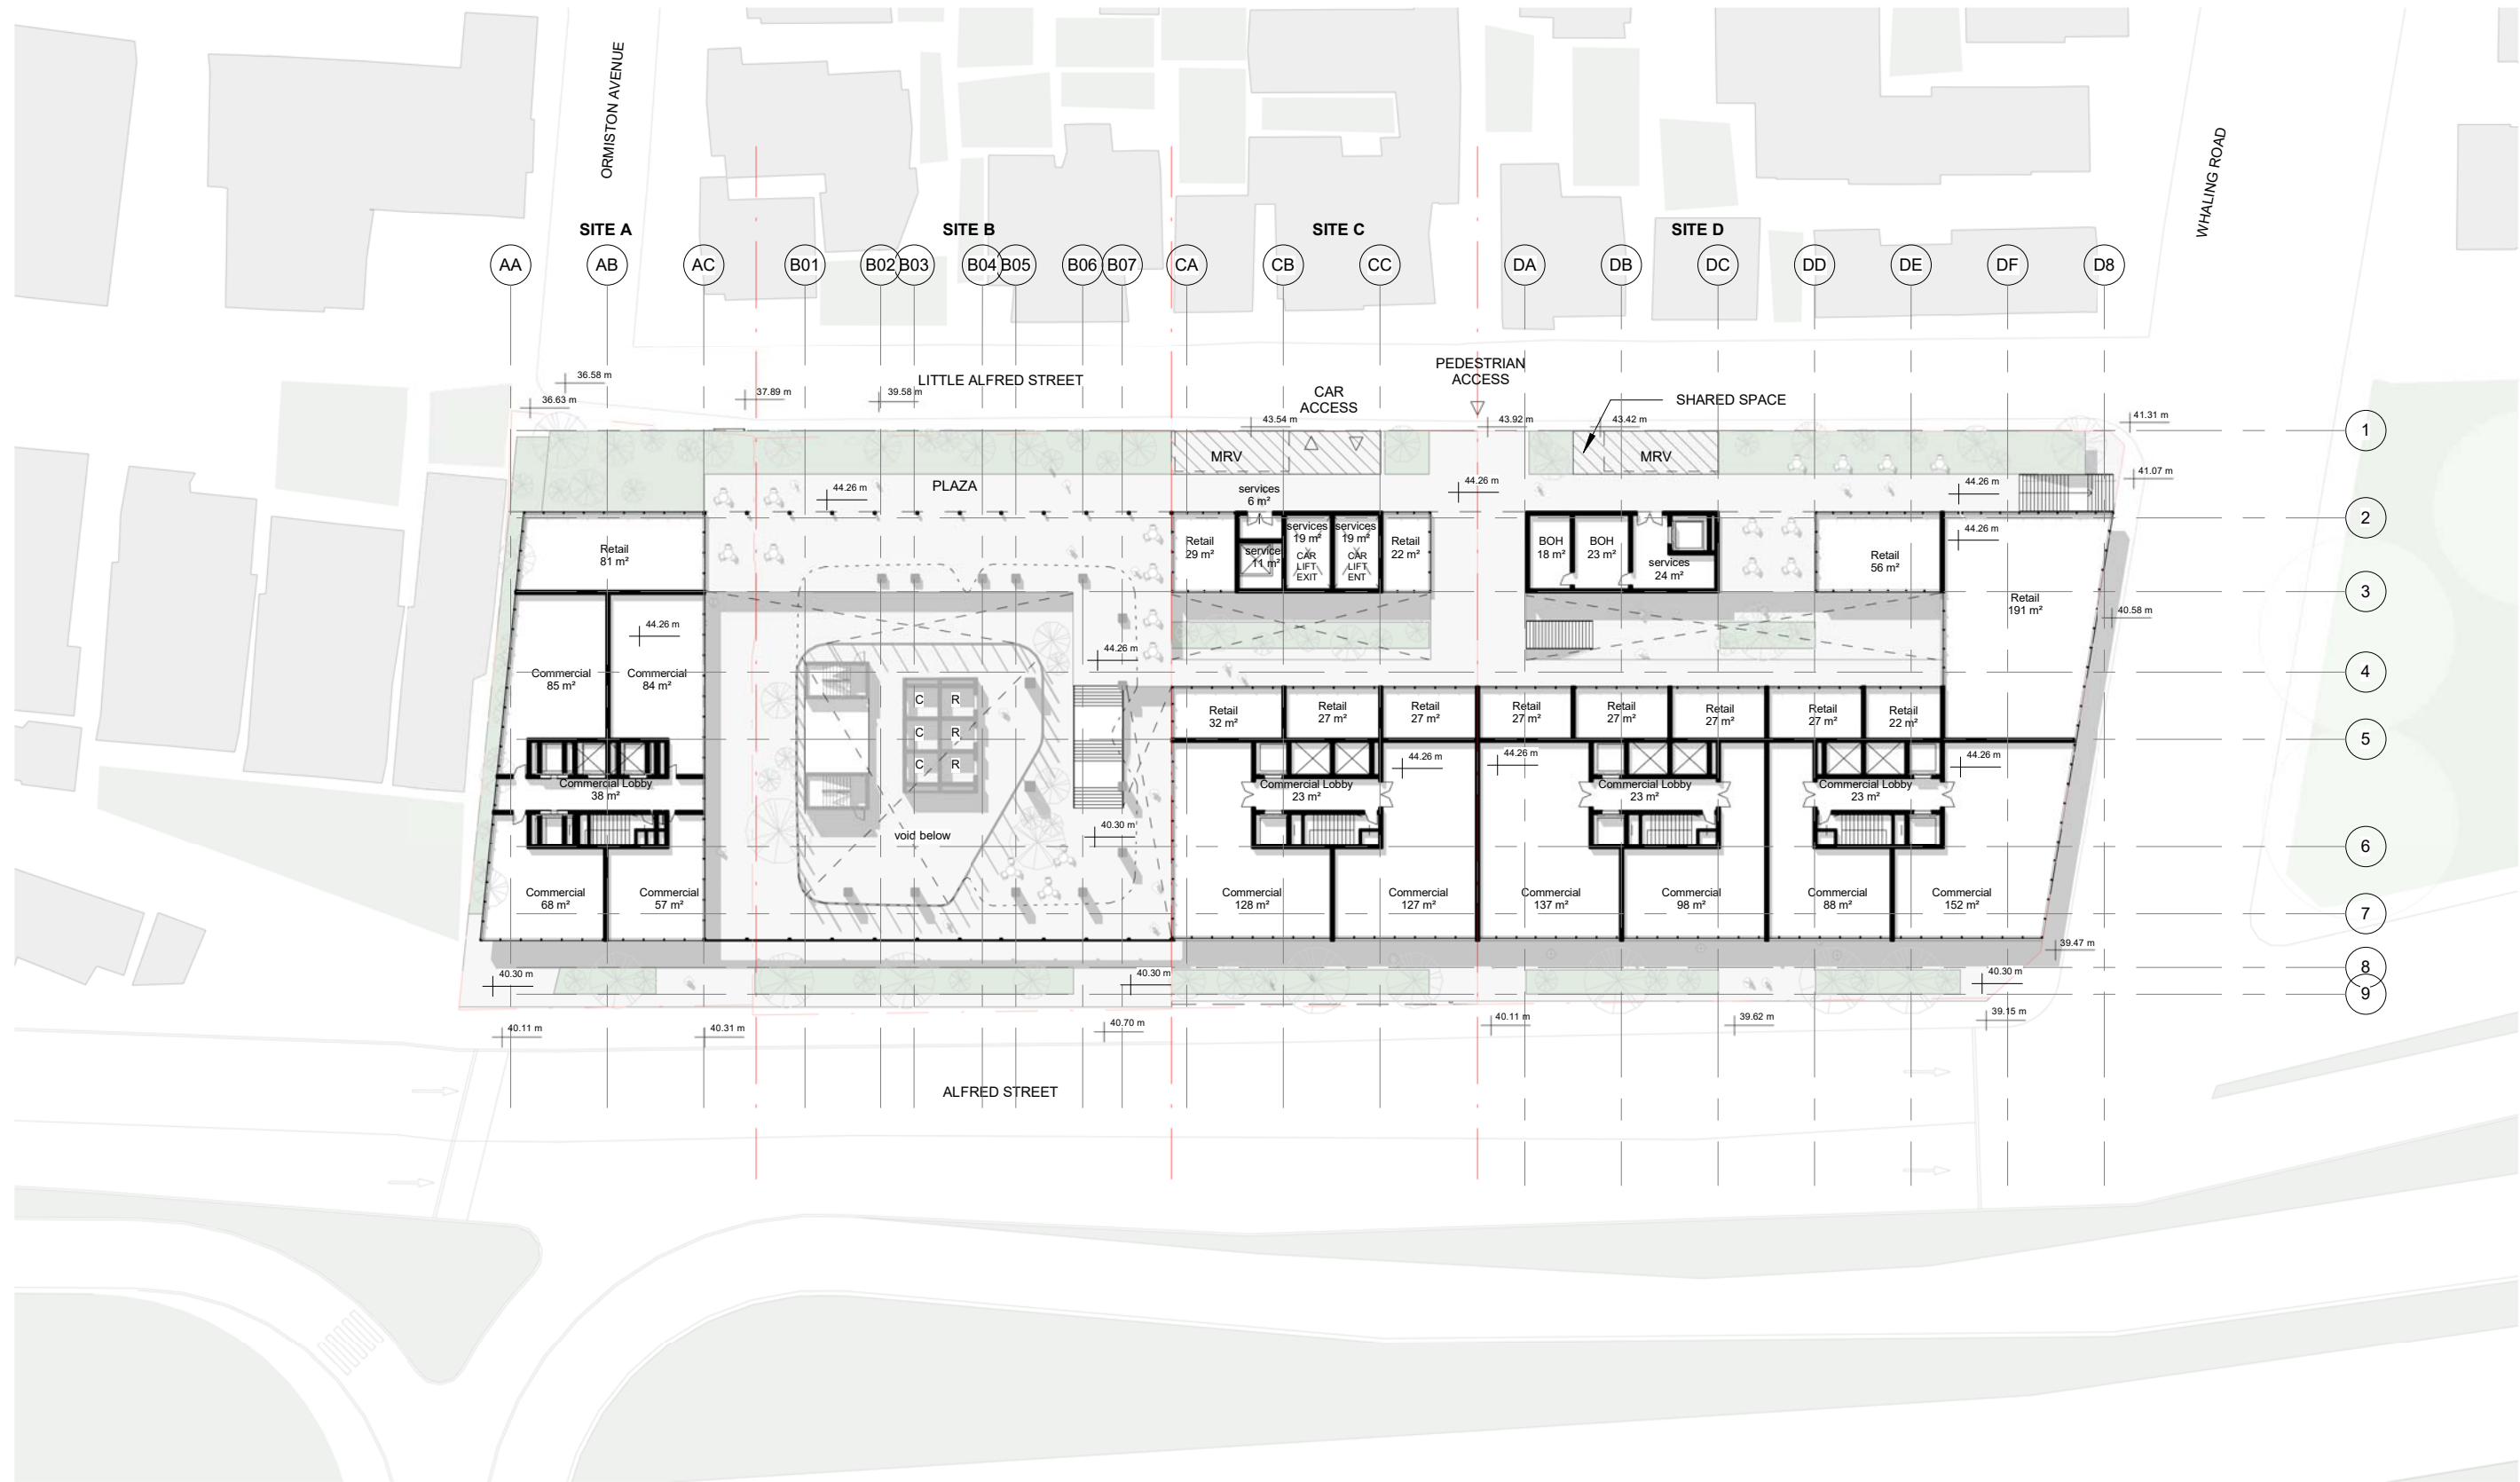 ORMISTON AVENUE
WHALING ROAD
SITE A
SITE B
SITE C
SITE D
AA
AB
AC
B01
B02
B03
B04
B05
B06
B07
CA
CB
CC
DA
DB
DC
DD
DE
DF
D8
36.58 m
36.63 m
37.89 m
39.58 m
LITTLE ALFRED STREET
CAR
ACCESS
PEDESTRIAN
ACCESS
SHARED SPACE
43.54 m
43.92 m
43.42 m
41.31 m
41.07 m
1
2
3
4
5
6
7
8
9
MRV
MRV
PLAZA
44.26 m
44.26 m
44.26 m
44.26 m
services
6 m²
Retail
81 m²
Retail
29 m²
services
11 m²
services
19 m²
CAR
LIFT
EXIT
services
19 m²
CAR
LIFT
ENT
Retail
22 m²
BOH
18 m²
BOH
23 m²
services
24 m²
Retail
56 m²
Retail
191 m²
40.58 m
44.26 m
44.26 m
Commercial
85 m²
Commercial
84 m²
C R
C R
C R
Retail
32 m²
Retail
27 m²
Retail
27 m²
Retail
27 m²
Retail
27 m²
Retail
27 m²
Retail
27 m²
Retail
22 m²
44.26 m
44.26 m
44.26 m
Commercial Lobby
38 m²
Commercial Lobby
23 m²
Commercial Lobby
23 m²
Commercial Lobby
23 m²
void below
40.30 m
Commercial
68 m²
Commercial
57 m²
Commercial
128 m²
Commercial
127 m²
Commercial
137 m²
Commercial
98 m²
Commercial
88 m²
Commercial
152 m²
39.47 m
40.30 m
40.30 m
40.30 m
40.11 m
40.31 m
40.70 m
40.11 m
39.62 m
39.15 m
ALFRED STREET